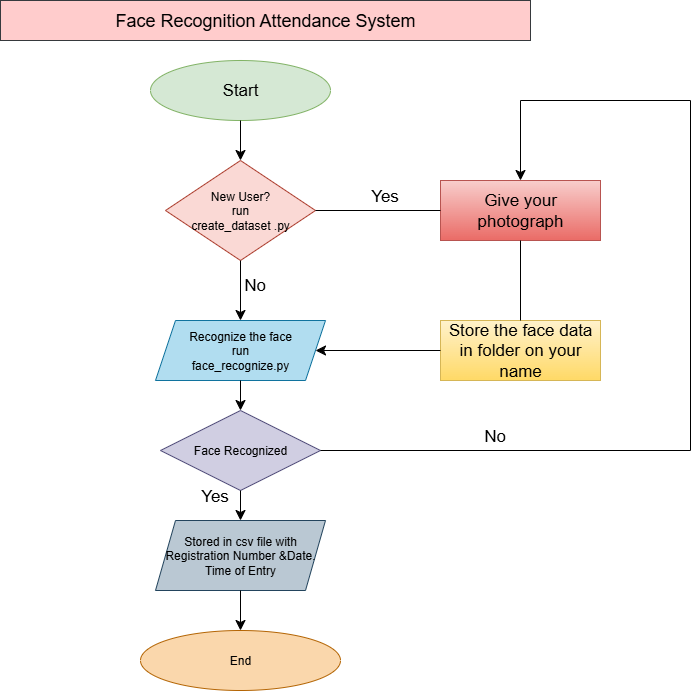 Face Recognition Attendance System
Start
New User?
run
create_dataset .py
Yes
Give your
photograph
No
Recognize the face
run
face_recognize.py
Store the face data
in folder on your
name
Face Recognized
No
Yes
Stored in csv file with
Registration Number &Date.
Time of Entry
End